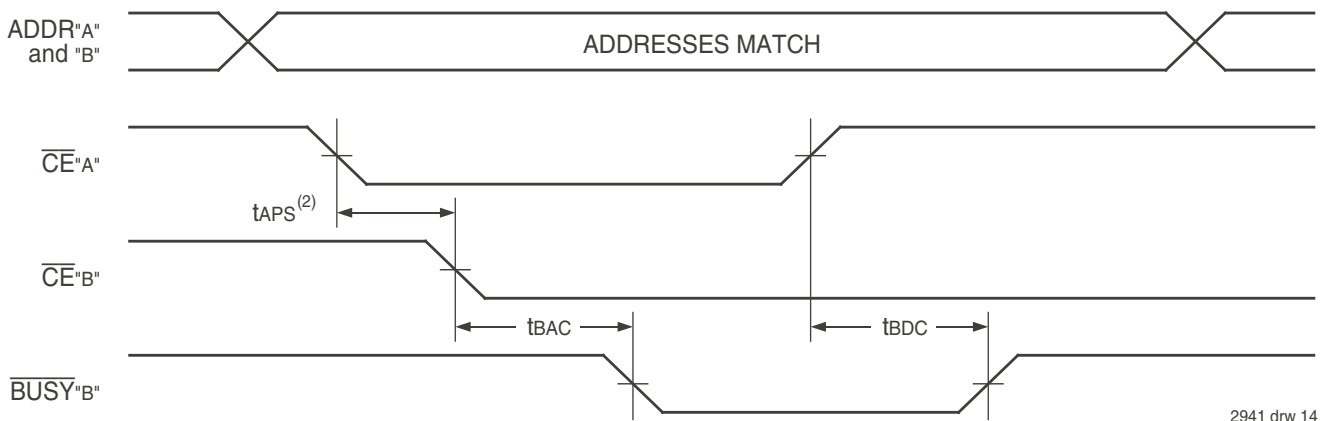 ADDR"A"
and "B"
ADDRESSES MATCH
CE"A"
tAPS(2)
CE"B"
tBAC
tBDC
BUSY"B"
2941 drw 14